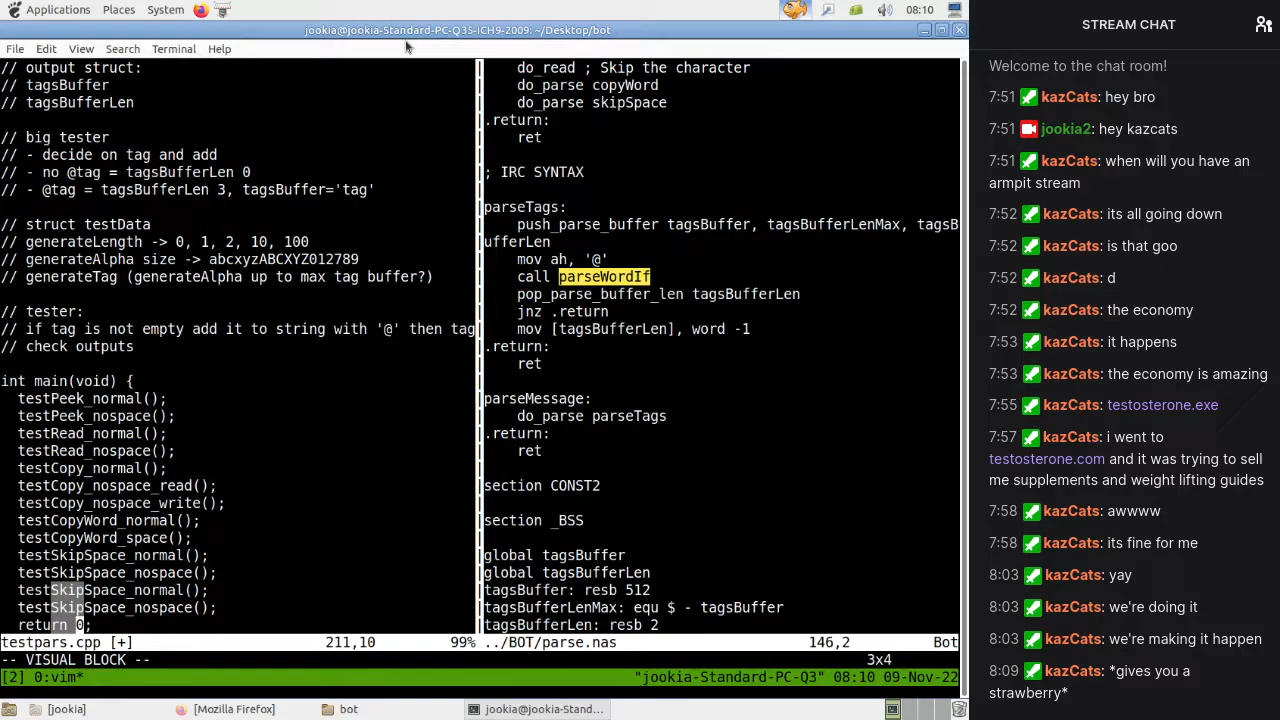 Applications Places System 08:10
jookia@jookia-Standard-PC-Q35-ICH9-2009: ~/Desktop/bot
File Edit View Search Terminal Help
// output struct:
// tagsBuffer
// tagsBufferLen
// big tester
// - decide on tag and add
// - no @tag = tagsBufferLen 0
// - @tag = tagsBufferLen 3, tagsBuffer='tag'
// struct testData
// generateLength -> 0, 1, 2, 10, 100
// generateAlpha size -> abcxyzABCXYZ012789
// generateTag (generateAlpha up to max tag buffer?)
// tester:
// if tag is not empty add it to string with '@' then tag
// check outputs
int main(void) {
testPeek_normal();
testPeek_nospace();
testRead_normal();
testRead_nospace();
testCopy_normal();
testCopy_nospace_read();
testCopy_nospace_write();
testCopyWord_normal();
testCopyWord_space();
testSkipSpace_normal();
testSkipSpace_nospace();
testSkipSpace_normal();
testSkipSpace_nospace();
return 0;
testpars.cpp [+] 211,10 99%
do_read ; Skip the character
do_parse copyWord
do_parse skipSpace
.return:
ret
; IRC SYNTAX
parseTags:
push_parse_buffer tagsBuffer, tagsBufferLenMax, tagsB
ufferLen
mov ah, '@'
call parseWordIf
pop_parse_buffer_len tagsBufferLen
jnz .return
mov [tagsBufferLen], word -1
.return:
ret
parseMessage:
do_parse parseTags
.return:
ret
section CONST2
section _BSS
global tagsBuffer
global tagsBufferLen
tagsBuffer: resb 512
tagsBufferLenMax: equ $ - tagsBuffer
tagsBufferLen: resb 2
../BOT/parse.nas 146,2 Bot
-- VISUAL BLOCK -- 3x4
[2] 0:vim* "jookia-Standard-PC-Q3" 08:10 09-Nov-22
[jookia] [Mozilla Firefox] bot jookia@jookia-Stand...
STREAM CHAT
Welcome to the chat room!
7:51 kazCats: hey bro
7:51 jookia2: hey kazcats
7:51 kazCats: when will you have an
armpit stream
7:52 kazCats: its all going down
7:52 kazCats: is that goo
7:52 kazCats: d
7:52 kazCats: the economy
7:53 kazCats: it happens
7:53 kazCats: the economy is amazing
7:55 kazCats: testosterone.exe
7:57 kazCats: i went to
testosterone.com and it was trying to sell
me supplements and weight lifting guides
7:58 kazCats: awwww
7:58 kazCats: its fine for me
8:03 kazCats: yay
8:03 kazCats: we're doing it
8:03 kazCats: we're making it happen
8:09 kazCats: *gives you a
strawberry*